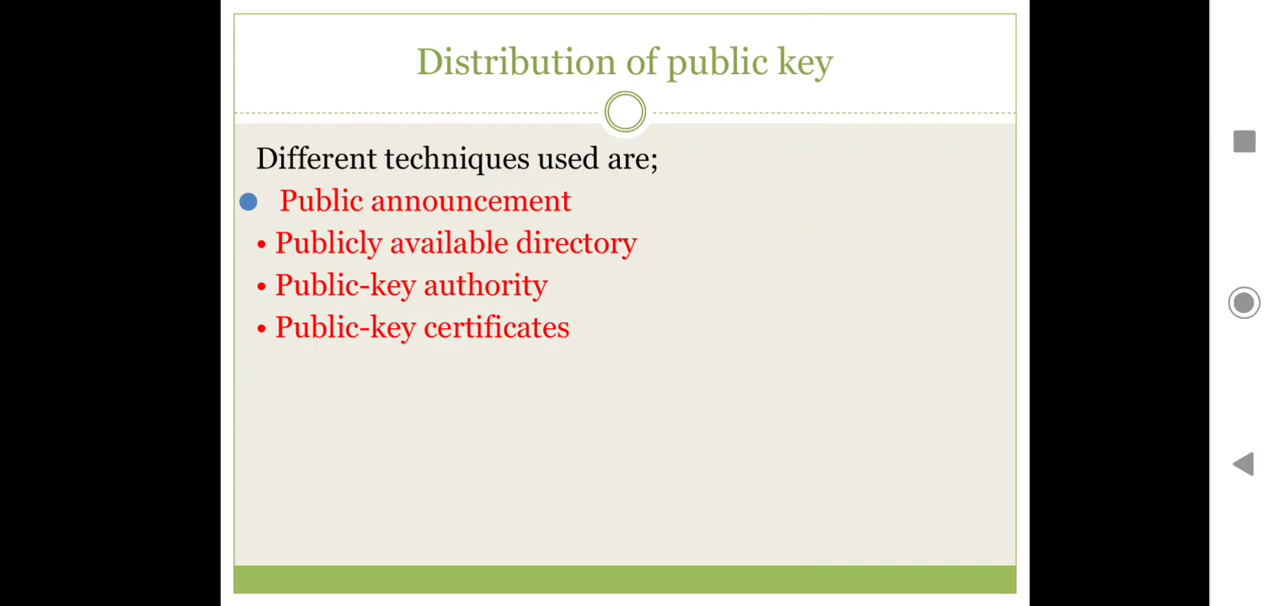 Distribution of public key
Different techniques used are;
Public announcement
• Publicly available directory
• Public-key authority
• Public-key certificates